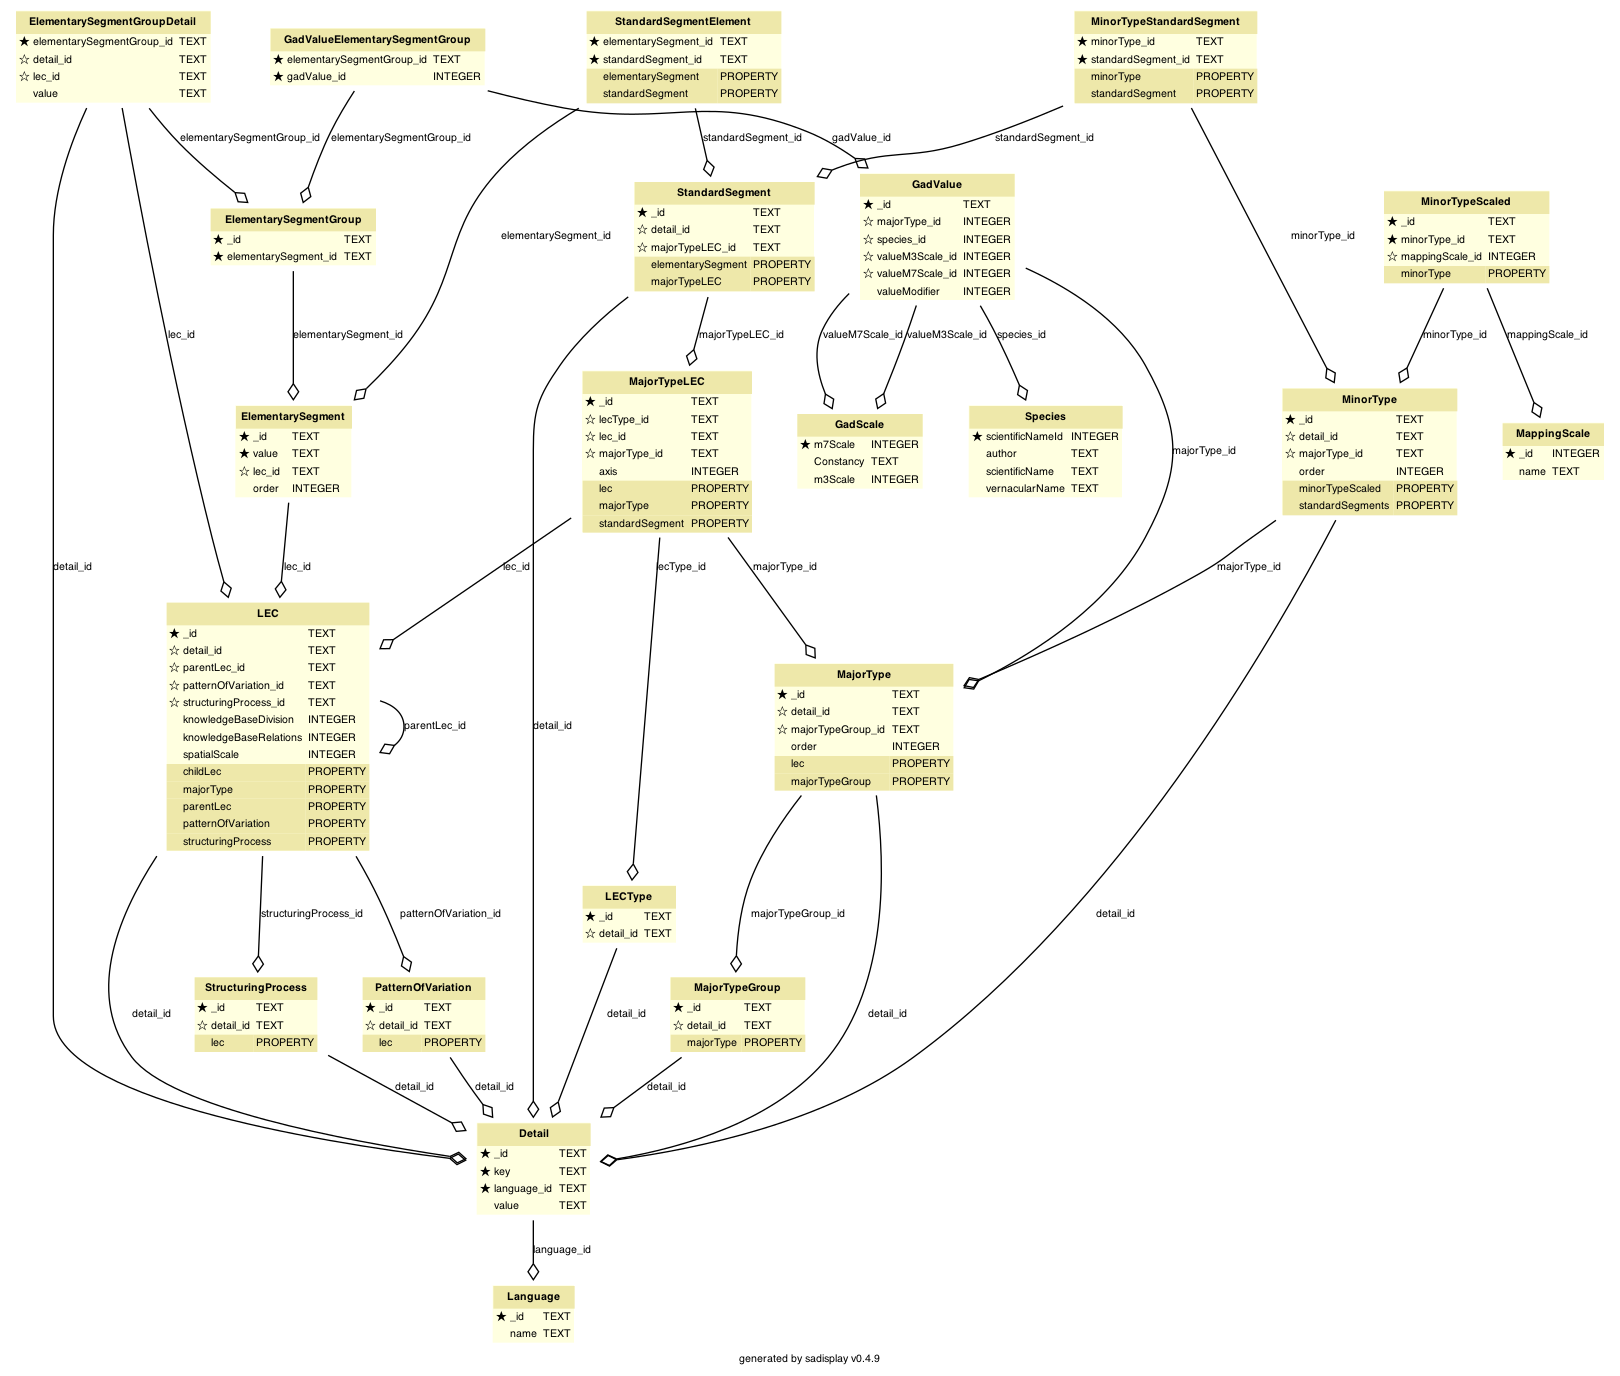 ElementarySegmentGroupDetail
★ elementarySegmentGroup_id TEXT
☆ detail_id TEXT
☆ lec_id TEXT
value TEXT
GadValueElementarySegmentGroup
★ elementarySegmentGroup_id TEXT
★ gadValue_id INTEGER
StandardSegmentElement
★ elementarySegment_id TEXT
★ standardSegment_id TEXT
elementarySegment PROPERTY
standardSegment PROPERTY
MinorTypeStandardSegment
★ minorType_id TEXT
★ standardSegment_id TEXT
minorType PROPERTY
standardSegment PROPERTY
elementarySegmentGroup_id
elementarySegmentGroup_id
standardSegment_id
gadValue_id
standardSegment_id
ElementarySegmentGroup
★ _id TEXT
★ elementarySegment_id TEXT
elementarySegment_id
StandardSegment
★ _id TEXT
☆ detail_id TEXT
☆ majorTypeLEC_id TEXT
elementarySegment PROPERTY
majorTypeLEC PROPERTY
GadValue
★ _id TEXT
☆ majorType_id INTEGER
☆ species_id INTEGER
☆ valueM3Scale_id INTEGER
☆ valueM7Scale_id INTEGER
valueModifier INTEGER
minorType_id
MinorTypeScaled
★ _id TEXT
★ minorType_id TEXT
☆ mappingScale_id INTEGER
minorType PROPERTY
lec_id
elementarySegment_id
majorTypeLEC_id
valueM7Scale_id
valueM3Scale_id
species_id
minorType_id
mappingScale_id
ElementarySegment
★ _id TEXT
★ value TEXT
☆ lec_id TEXT
order INTEGER
MajorTypeLEC
★ _id TEXT
☆ lecType_id TEXT
☆ lec_id TEXT
☆ majorType_id TEXT
axis INTEGER
lec PROPERTY
majorType PROPERTY
standardSegment PROPERTY
GadScale
★ m7Scale INTEGER
Constancy TEXT
m3Scale INTEGER
Species
★ scientificNameId INTEGER
author TEXT
scientificName TEXT
vernacularName TEXT
majorType_id
MinorType
★ _id TEXT
☆ detail_id TEXT
☆ majorType_id TEXT
order INTEGER
minorTypeScaled PROPERTY
standardSegments PROPERTY
MappingScale
★ _id INTEGER
name TEXT
detail_id
lec_id
lec_id
lecType_id
majorType_id
majorType_id
LEC
★ _id TEXT
☆ detail_id TEXT
☆ parentLec_id TEXT
☆ patternOfVariation_id TEXT
☆ structuringProcess_id TEXT
knowledgeBaseDivision INTEGER
knowledgeBaseRelations INTEGER
spatialScale INTEGER
childLec PROPERTY
majorType PROPERTY
parentLec PROPERTY
patternOfVariation PROPERTY
structuringProcess PROPERTY
parentLec_id
detail_id
MajorType
★ _id TEXT
☆ detail_id TEXT
☆ majorTypeGroup_id TEXT
order INTEGER
lec PROPERTY
majorTypeGroup PROPERTY
structuringProcess_id
patternOfVariation_id
LECType
★ _id TEXT
☆ detail_id TEXT
majorTypeGroup_id
detail_id
detail_id
StructuringProcess
★ _id TEXT
☆ detail_id TEXT
lec PROPERTY
PatternOfVariation
★ _id TEXT
☆ detail_id TEXT
lec PROPERTY
detail_id
MajorTypeGroup
★ _id TEXT
☆ detail_id TEXT
majorType PROPERTY
detail_id
detail_id
detail_id
detail_id
Detail
★ _id TEXT
★ key TEXT
★ language_id TEXT
value TEXT
language_id
Language
★ _id TEXT
name TEXT
generated by sadisplay v0.4.9